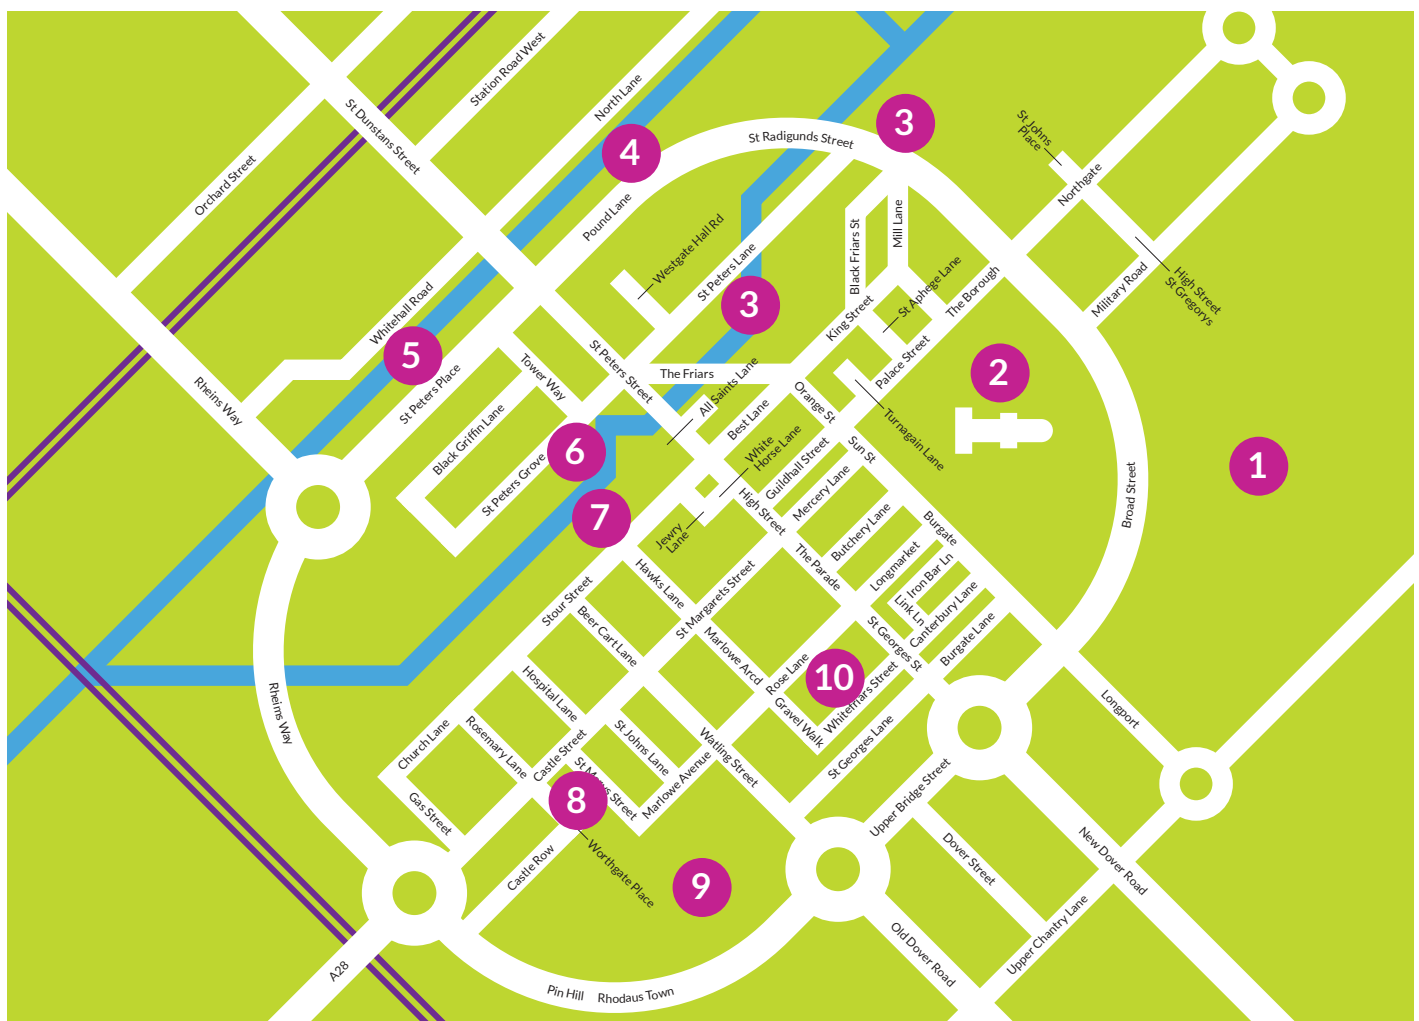 Station Road West
North Lane
St Dunstans Street
Orchard Street
St Radigunds Street
3
4
St Johns
Place
Northgate
Pound Lane
Westgate Hall Rd
St Peters Lane
Black Friars St
Mill Lane
St Aphege Lane
The Borough
Military Road
High Street
St Gregorys
3
King Street
Whitehall Road
5
St Peters Place
Rheins Way
St Peters Street
The Friars
All Saints Lane
Palace Street
2
Tower Way
Orange St
Turnagain Lane
Best Lane
Black Griffin Lane
6
St Peters Grove
White
Horse Lane
Guildhall Street
Sun St
Mercery Lane
1
Broad Street
7
High Street
Jewry
Lane
Butchery Lane
Burgate
The Parade
Longmarket
Iron Bar Ln
Link Ln
Canterbury Lane
Hawks Lane
St Margarets Street
Stour Street
Beer Cart Lane
St Georges St
Burgate Lane
Marlowe Arcd
Rose Lane
10
Whitefriars Street
Gravel Walk
Hospital Lane
Rheims Way
Longport
Church Lane
Rosemary Lane
Castle Street
St Johns Lane
Watling Street
St Georges Lane
St Marys Street
8
Marlowe Avenue
Gas Street
Upper Bridge Street
Castle Row
Worthgate Place
9
Dover Street
New Dover Road
Upper Chantry Lane
Old Dover Road
A28
Pin Hill
Rhodaus Town